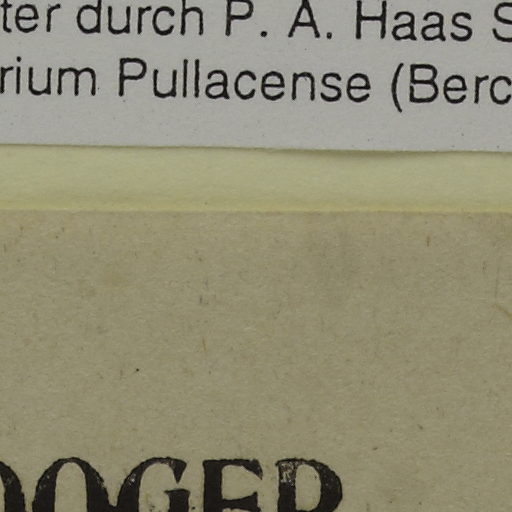 ter durch P. A. Haas S
rium Pullacense (Berc
OOGER